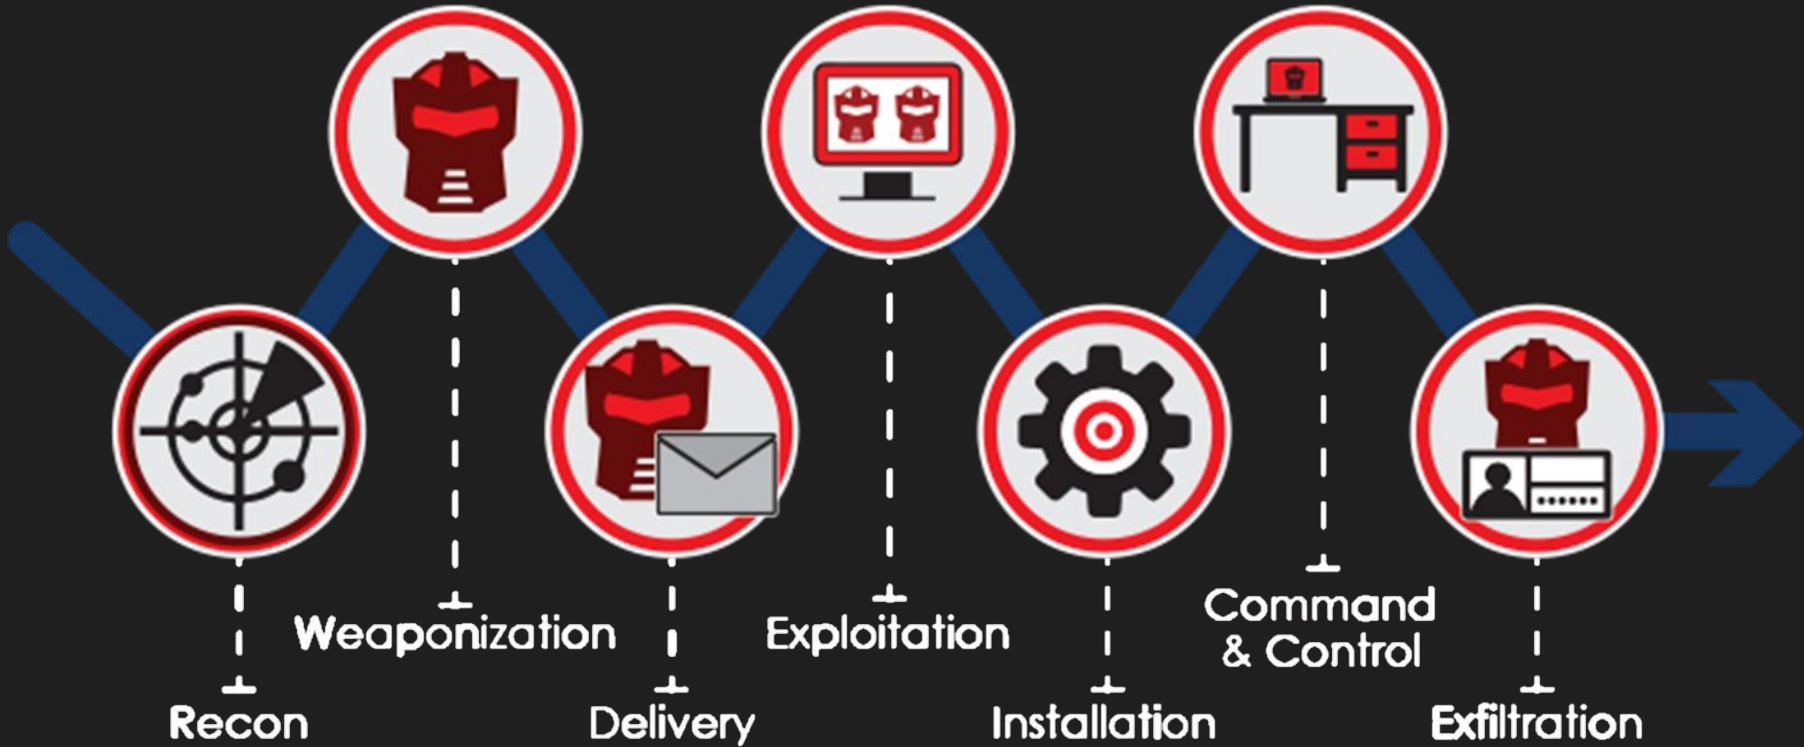 Recon
Weaponization
Delivery
Exploitation
Installation
Command
& Control
Exfiltration